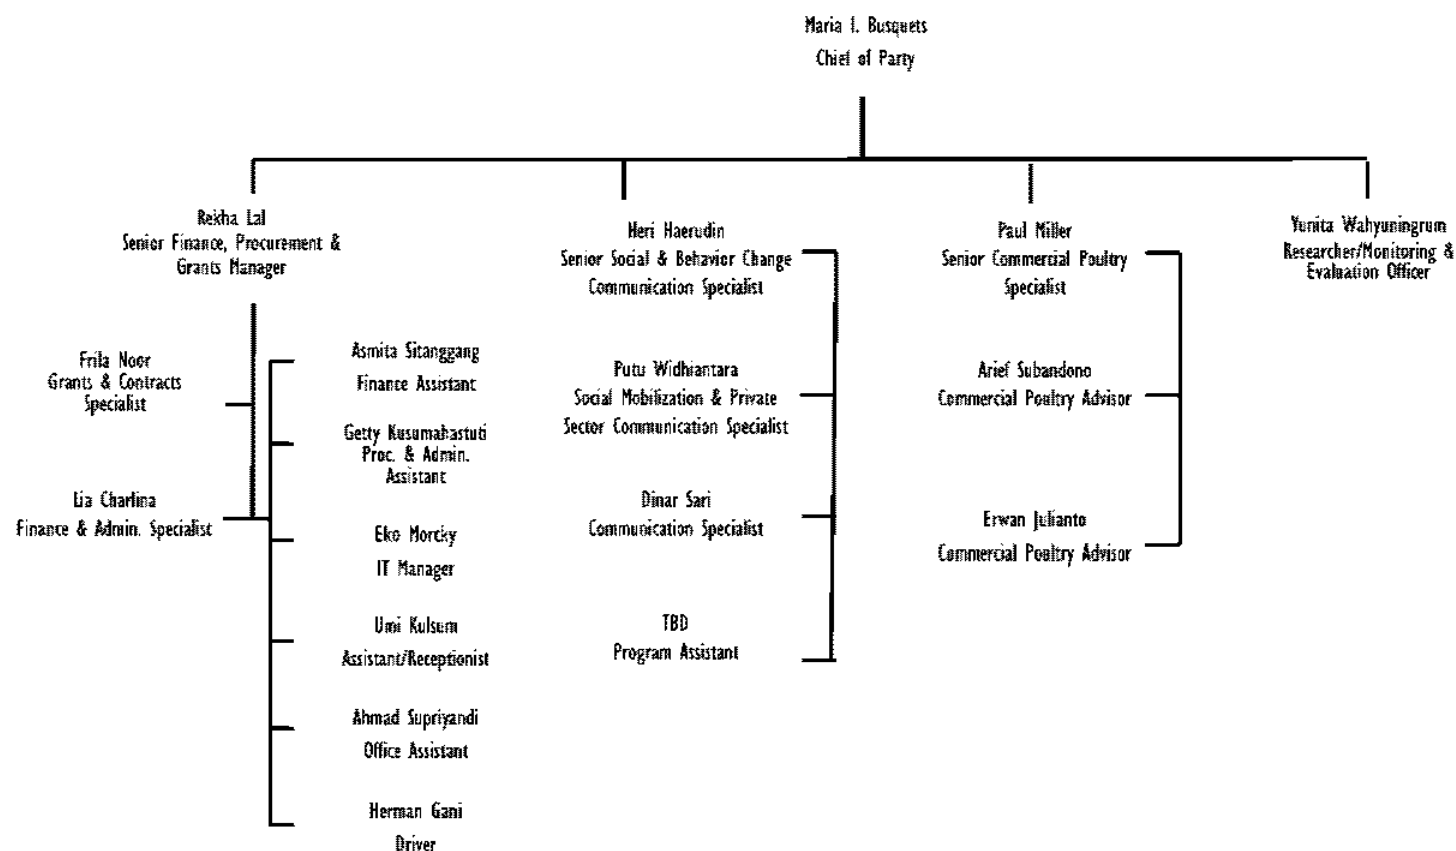 Maria I. Busquets
Chief of Party
Rekha Lal
Senior Finance, Procurement &
Grants Manager
Heri Haerudin
Senior Social & Behavior Change
Communication Specialist
Paul Miller
Senior Commercial Poultry
Specialist
Yunita Wahyuningrum
Researcher/Monitoring &
Evaluation Officer
Frila Noor
Grants & Contracts
Specialist
Lia Charlina
Finance & Admin. Specialist
Asmita Sitanggang
Finance Assistant
Getty Kusumahastuti
Proc. & Admin.
Assistant
Eko Morcky
IT Manager
Umi Kulsum
Assistant/Receptionist
Ahmad Supriyandi
Office Assistant
Herman Gani
Driver
Putu Widhiantara
Social Mobilization & Private
Sector Communication Specialist
Dinar Sari
Communication Specialist
TBD
Program Assistant
Arief Subandono
Commercial Poultry Advisor
Erwan Julianto
Commercial Poultry Advisor